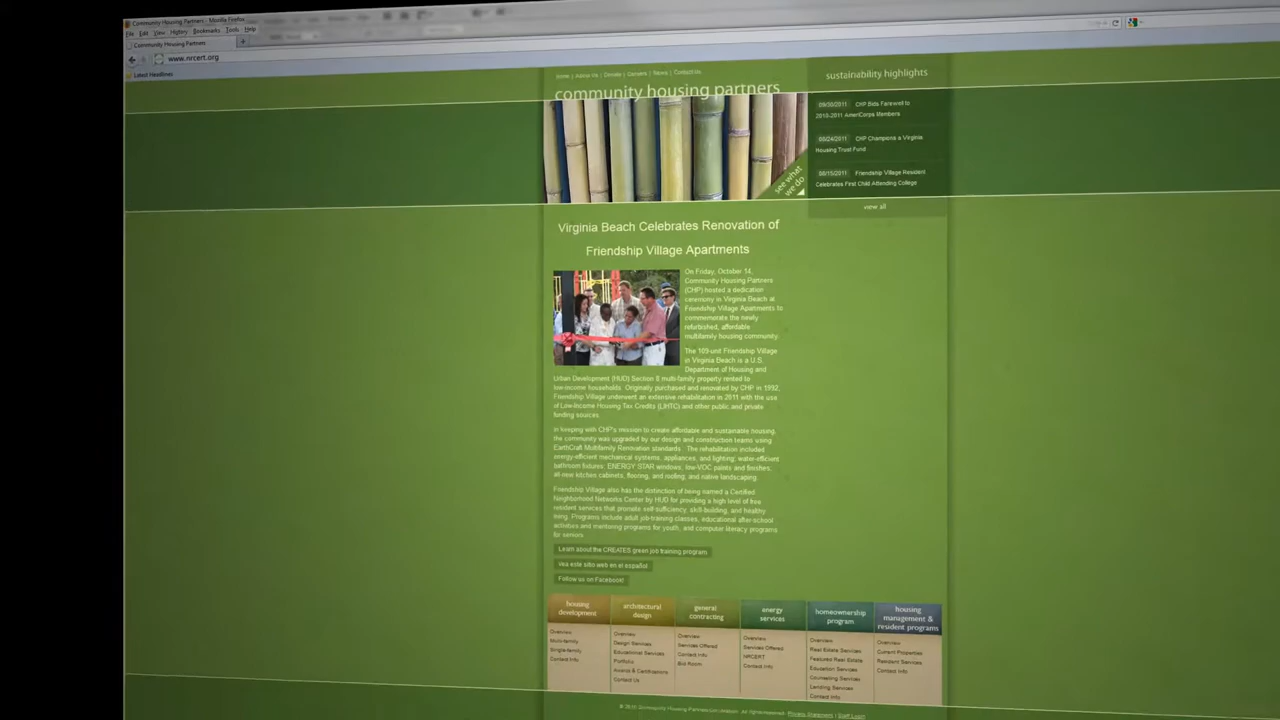 Community Housing Partners - Mozilla Firefox
File Edit View History Bookmarks Tools Help
Community Housing Partners
www.nrcert.org
Latest Headlines
Home | About Us | Donate | Careers | News | Contact Us
community housing partners
see what
we do
sustainability highlights
09/30/2011 CHP Bids Farewell to
2010-2011 AmeriCorps Members
CHP Champions a Virginia
Housing Trust Fund
Friendship Village Resident
Celebrates First Child Attending College
view all
Virginia Beach Celebrates Renovation of
Friendship Village Apartments
On Friday, October 14,
Community Housing Partners
(CHP) hosted a dedication
ceremony in Virginia Beach at
Friendship Village Apartments to
commemorate the newly
refurbished, affordable
multifamily housing community.
The 109-unit Friendship Village
in Virginia Beach is a U.S.
Department of Housing and
Urban Development (HUD) Section 8 multi-family property rented to
low-income households. Originally purchased and renovated by CHP in 1992,
Friendship Village underwent an extensive rehabilitation in 2011 with the use
of Low-Income Housing Tax Credits (LIHTC) and other public and private
funding sources.
In keeping with CHP's mission to create affordable and sustainable housing,
the community was upgraded by our design and construction teams using
EarthCraft Multifamily Renovation standards. The rehabilitation included
energy-efficient mechanical systems, appliances, and lighting; water-efficient
bathroom fixtures; ENERGY STAR windows; low-VOC paints and finishes;
all new kitchen cabinets, flooring, and roofing; and native landscaping.
Friendship Village also has the distinction of being named a Certified
Neighborhood Networks Center by HUD for providing a high level of free
resident services that promote self-sufficiency, skill-building, and healthy
living. Programs include adult job-training classes, educational after-school
activities and mentoring programs for youth, and computer literacy programs
for seniors.
Learn about the CREATES green job training program
Vea este sitio web en el español
Follow us on Facebook!
housing
development
Overview
Multi-family
Single-family
Contact Info
architectural
design
Overview
Design Services
Educational Services
Portfolio
Awards & Certifications
Contact Us
general
contracting
Overview
Services Offered
Contact Info
Bid Room
energy
services
Overview
Services Offered
NRCERT
Contact Info
homeownership
program
Overview
Real Estate Services
Featured Real Estate
Education Services
Counseling Services
Lending Services
Contact Info
housing
management &
resident programs
Overview
Current Properties
Resident Services
Contact Info
Community Housing Partners All rights reserved Privacy Statement | Staff Login